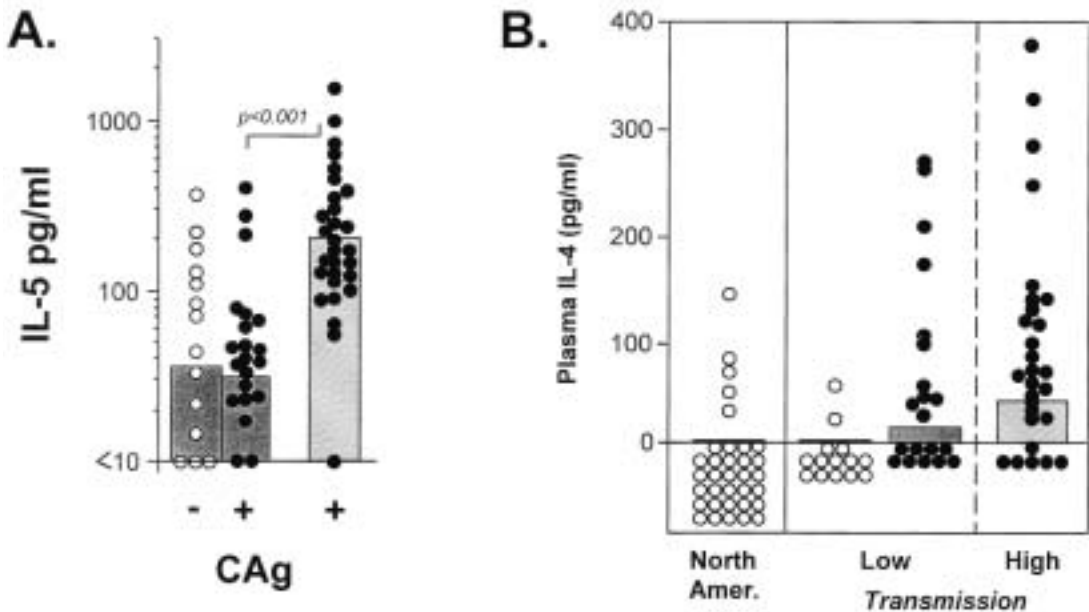 A.
IL-5 pg/ml
1000
100
<10
p<0.001
- + +
CAg
B.
Plasma IL-4 (pg/ml)
400
300
200
100
0
North Amer.
Low
High
Transmission